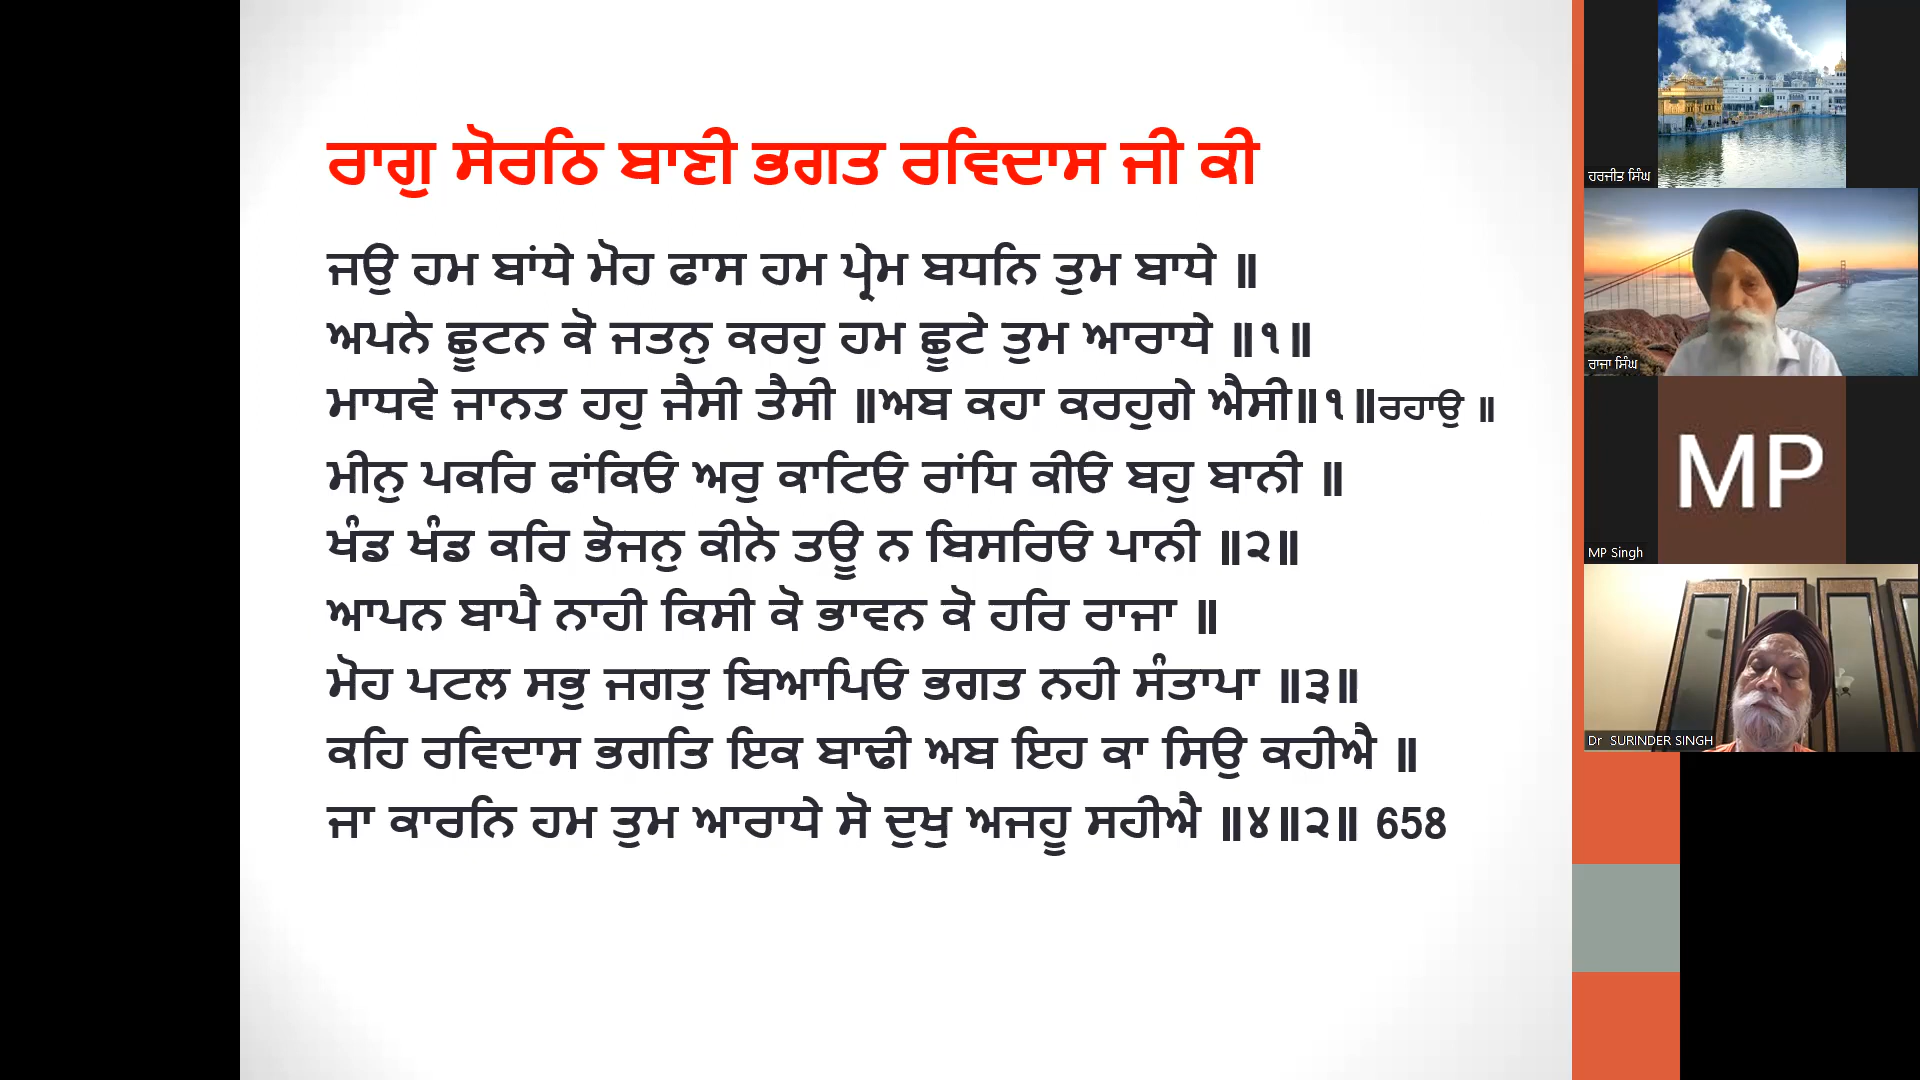 ਰਾਗੁ ਸੋਰਠਿ ਬਾਣੀ ਭਗਤ ਰਵਿਦਾਸ ਜੀ ਕੀ
ਜਉ ਹਮ ਬਾਂਧੇ ਮੋਹ ਫਾਸ ਹਮ ਪ੍ਰੇਮ ਬਧਨਿ ਤੁਮ ਬਾਧੇ ॥
ਅਪਨੇ ਛੂਟਨ ਕੋ ਜਤਨੁ ਕਰਹੁ ਹਮ ਛੂਟੇ ਤੁਮ ਆਰਾਧੇ ॥੧॥
ਮਾਧਵੇ ਜਾਨਤ ਹਹੁ ਜੈਸੀ ਤੈਸੀ ॥ਅਬ ਕਹਾ ਕਰਹੁਗੇ ਐਸੀ॥੧॥ਰਹਾਉ ॥
ਮੀਨੁ ਪਕਰਿ ਫਾਂਕਿਓ ਅਰੁ ਕਾਟਿਓ ਰਾਂਧਿ ਕੀਓ ਬਹੁ ਬਾਨੀ ॥
ਖੰਡ ਖੰਡ ਕਰਿ ਭੋਜਨੁ ਕੀਨੋ ਤਊ ਨ ਬਿਸਰਿਓ ਪਾਨੀ ॥੨॥
ਆਪਨ ਬਾਪੈ ਨਾਹੀ ਕਿਸੀ ਕੋ ਭਾਵਨ ਕੋ ਹਰਿ ਰਾਜਾ ॥
ਮੋਹ ਪਟਲ ਸਭੁ ਜਗਤੁ ਬਿਆਪਿਓ ਭਗਤ ਨਹੀ ਸੰਤਾਪਾ ॥੩॥
ਕਹਿ ਰਵਿਦਾਸ ਭਗਤਿ ਇਕ ਬਾਢੀ ਅਬ ਇਹ ਕਾ ਸਿਉ ਕਹੀਐ ॥
ਜਾ ਕਾਰਨਿ ਹਮ ਤੁਮ ਆਰਾਧੇ ਸੋ ਦੁਖੁ ਅਜਹੂ ਸਹੀਐ ॥੪॥੨॥ 658
ਹਰਜੀਤ ਸਿੰਘ
ਰਾਜਾ ਸਿੰਘ
MP
MP Singh
Dr SURINDER SINGH